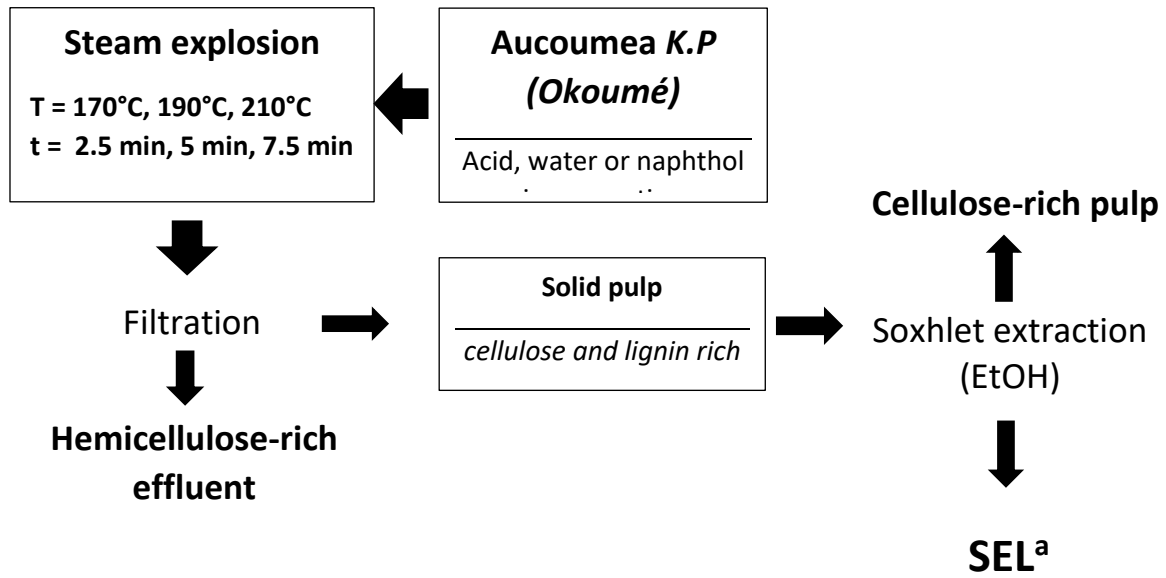 Steam explosion
T = 170°C, 190°C, 210°C
t = 2.5 min, 5 min, 7.5 min
Aucoumea K.P
(Okoumé)
Acid, water or naphthol
Filtration
Hemicellulose-rich
effluent
Solid pulp
cellulose and lignin rich
Cellulose-rich pulp
Soxhlet extraction
(EtOH)
SELᵃ